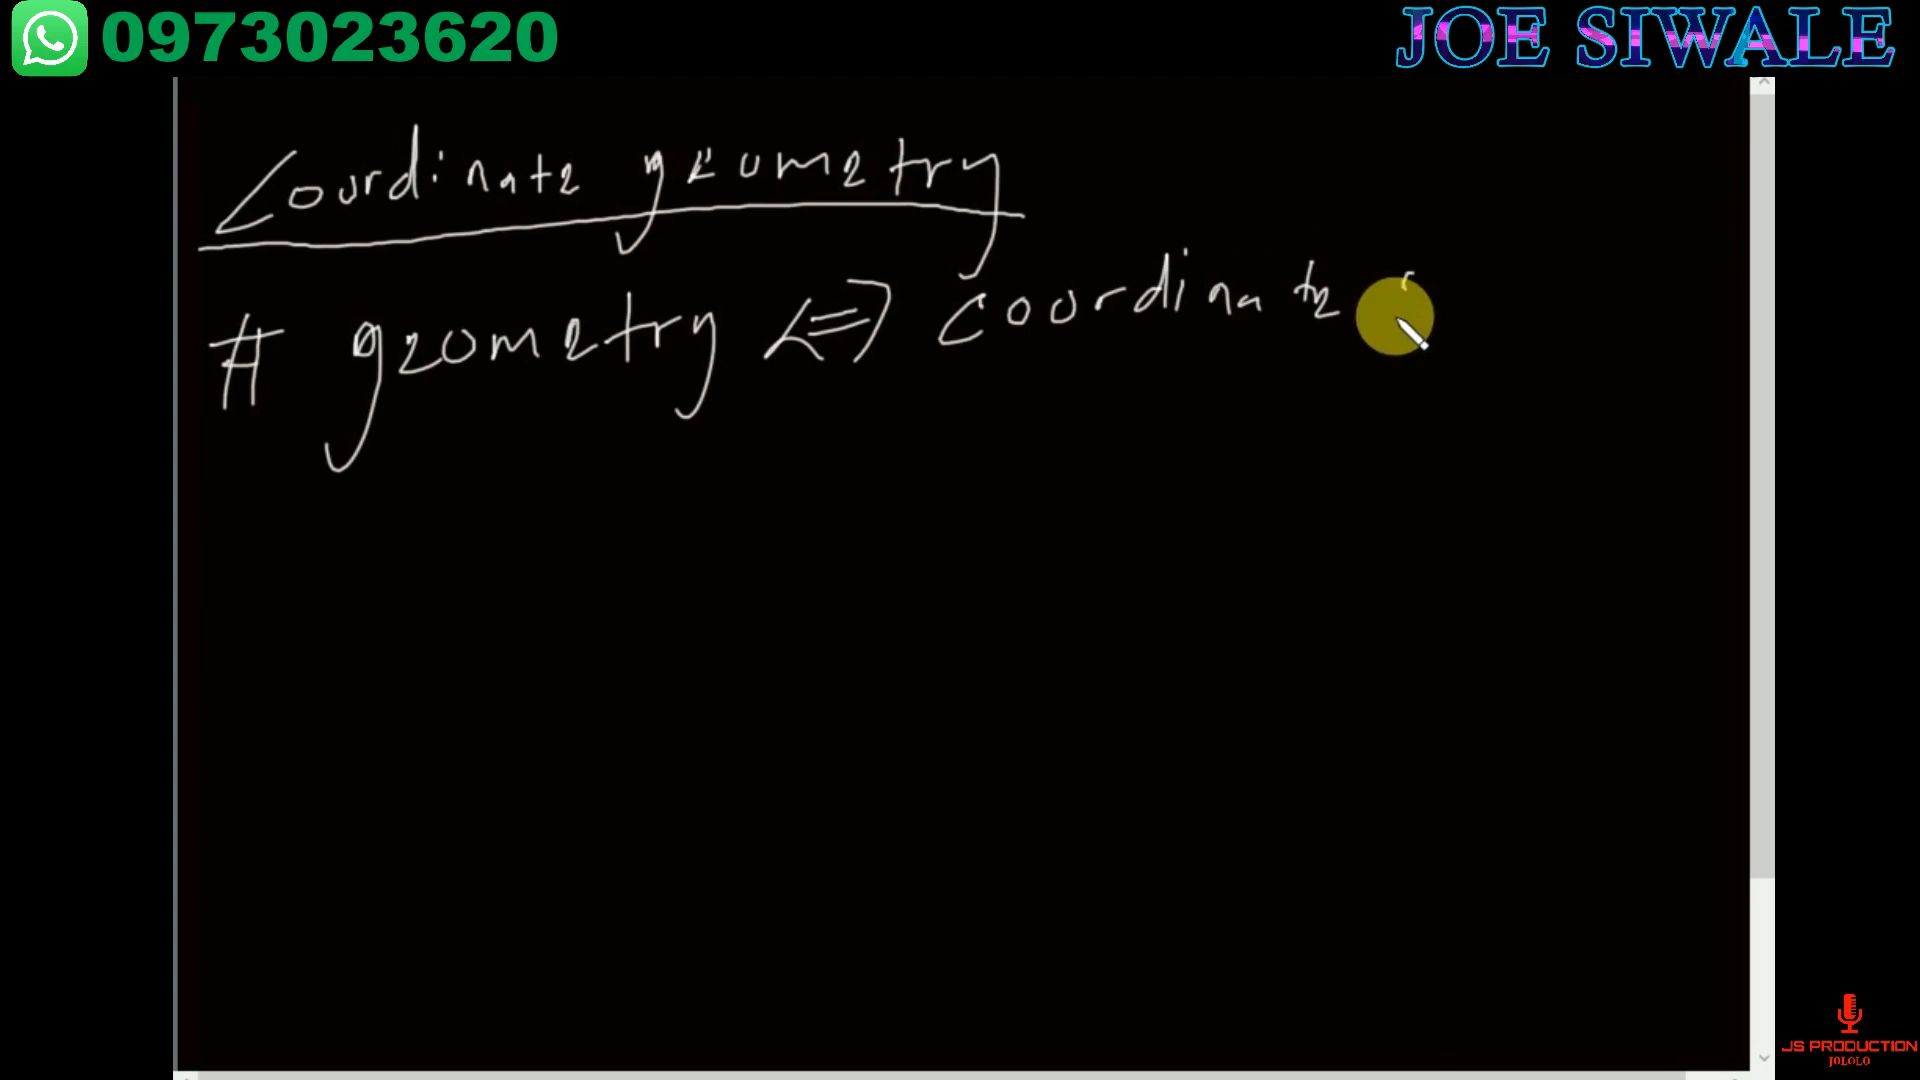 0973023620
JOE SIWALE
Coordinate geometry
# geometry <=> coordinate
JS PRODUCTION
JOLOLO